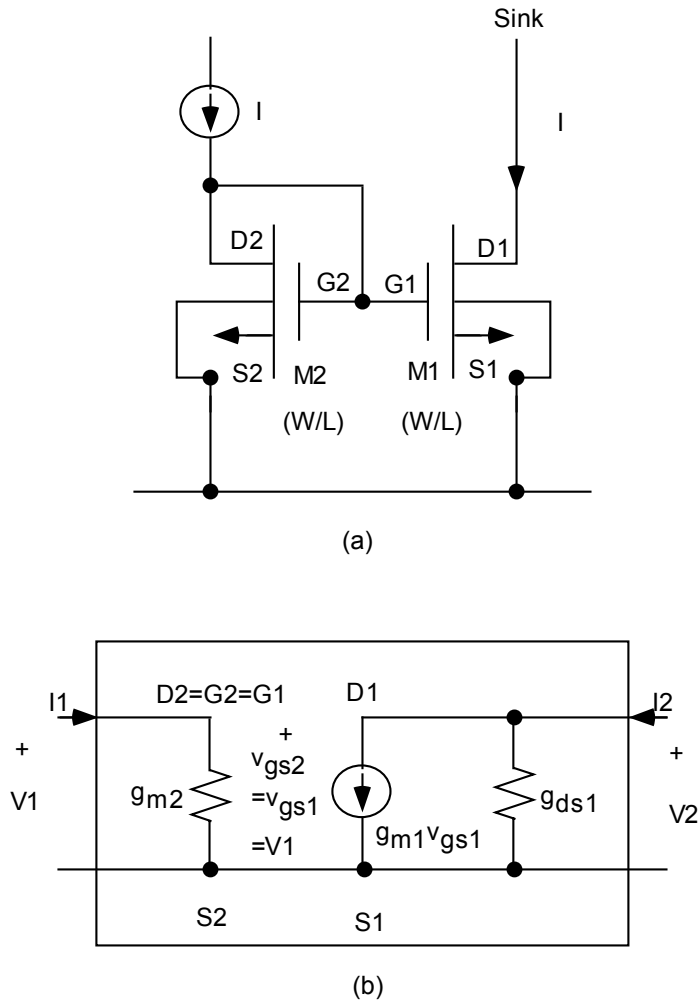 Sink
I
I
D2
D1
G2
G1
S2
M2
M1
S1
(W/L)
(W/L)
(a)
I1
D2=G2=G1
D1
I2
+
V1
gm2
+
vgs2
=vgs1
=V1
gm1vgs1
gds1
+
V2
S2
S1
(b)